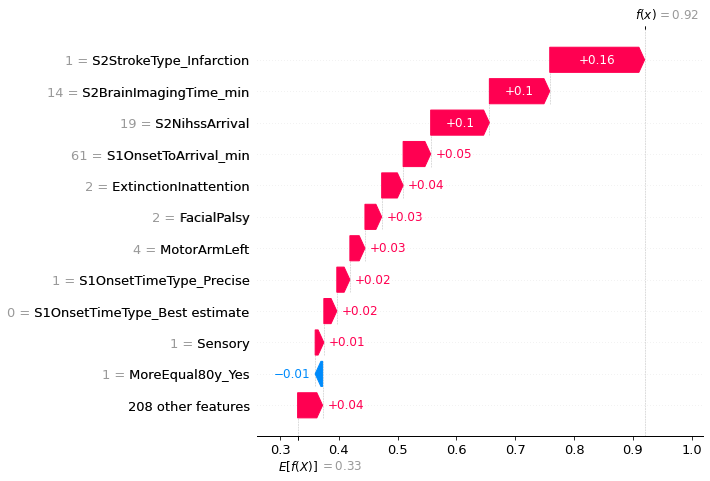 f(x) = 0.92
1 = S2StrokeType_Infarction +0.16
14 = S2BrainImagingTime_min +0.1
19 = S2NihssArrival +0.1
61 = S1OnsetToArrival_min +0.05
2 = ExtinctionInattention +0.04
2 = FacialPalsy +0.03
4 = MotorArmLeft +0.03
1 = S1OnsetTimeType_Precise +0.02
0 = S1OnsetTimeType_Best estimate +0.02
1 = Sensory +0.01
1 = MoreEqual80y_Yes −0.01
208 other features +0.04
0.3 0.4 0.5 0.6 0.7 0.8 0.9 1.0
E[f(X)] = 0.33